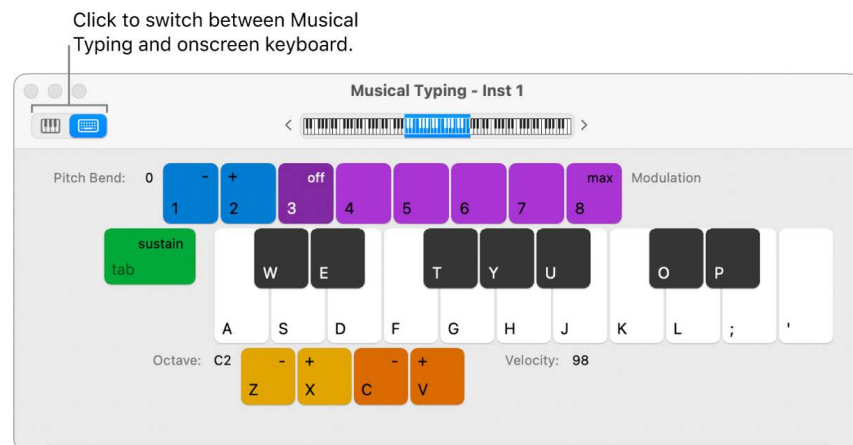 Click to switch between Musical
Typing and onscreen keyboard.
Musical Typing - Inst 1
Pitch Bend: 0 - + off max Modulation
1 2 3 4 5 6 7 8
sustain
tab
W E T Y U O P
A S D F G H J K L ; '
Octave: C2 - + - + Velocity: 98
Z X C V